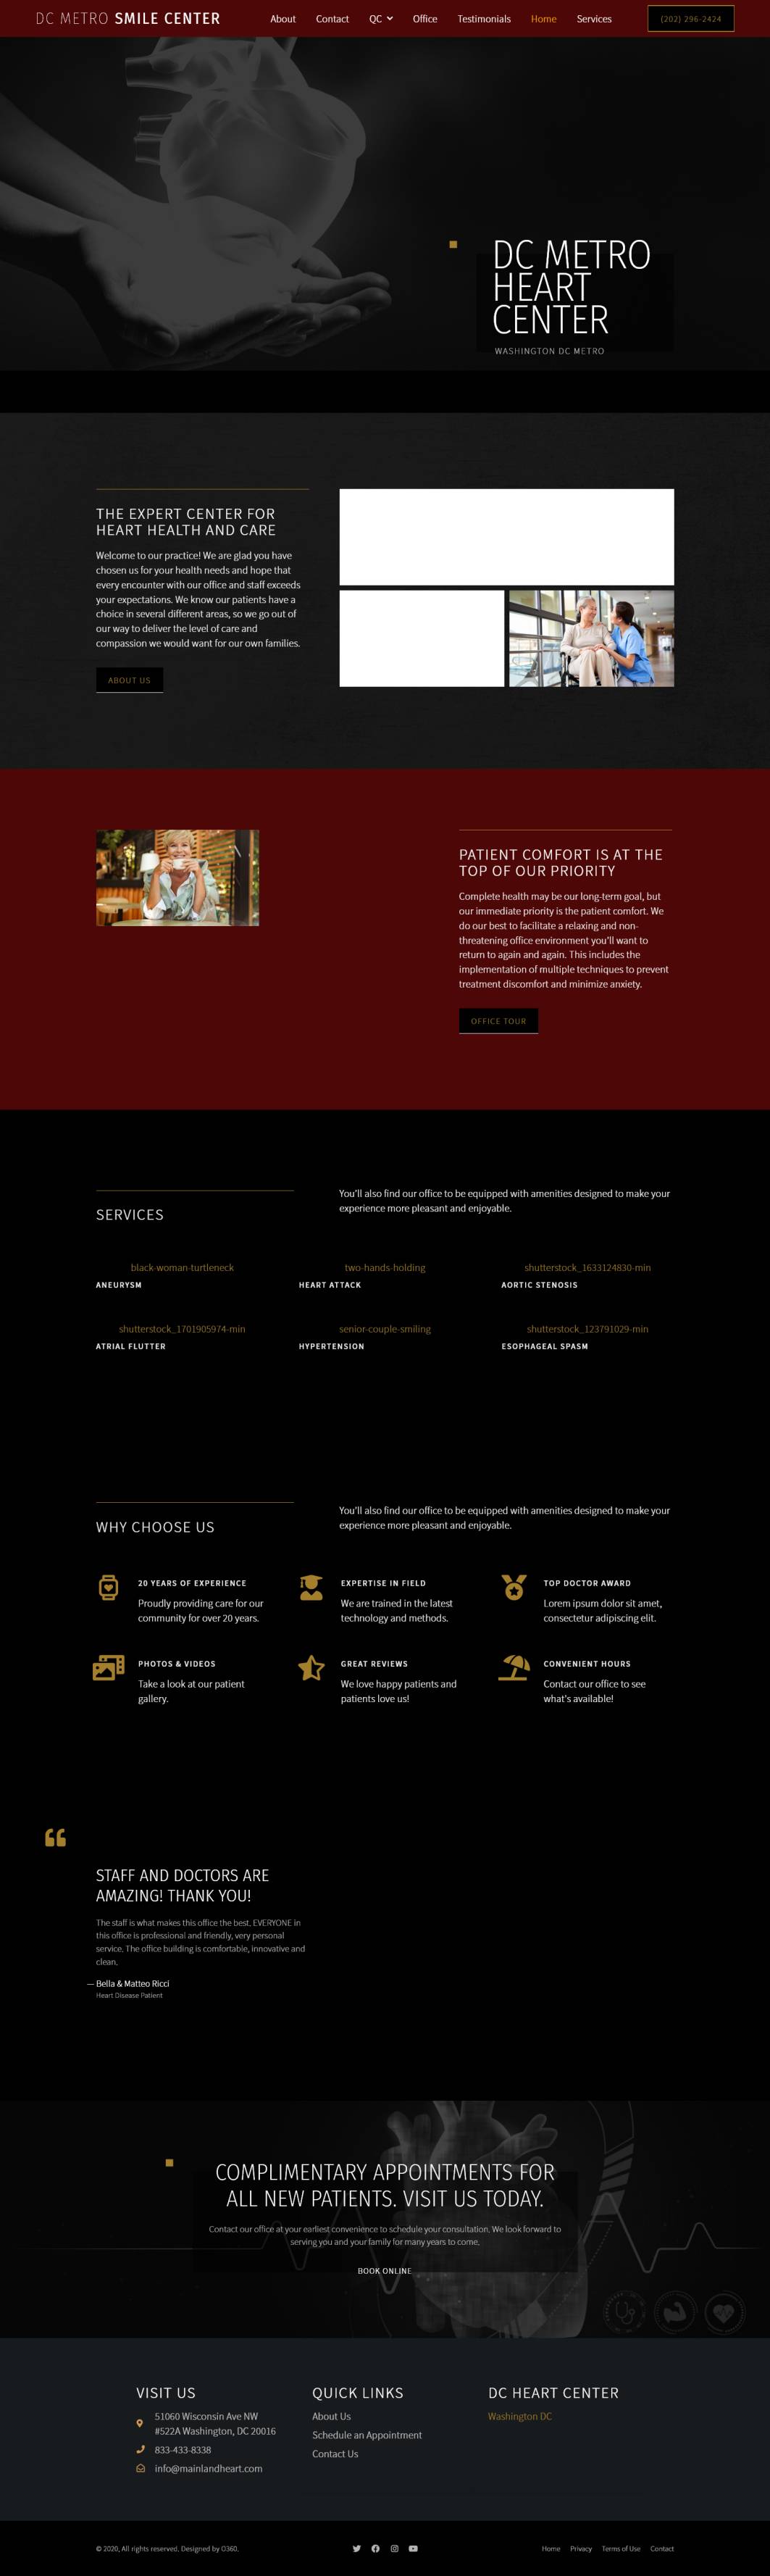 DC METRO SMILE CENTER
About Contact QC Office Testimonials Home Services
(202) 296-2424
DC METRO
HEART
CENTER
WASHINGTON DC METRO
THE EXPERT CENTER FOR
HEART HEALTH AND CARE
Welcome to our practice! We are glad you have
chosen us for your health needs and hope that
every encounter with our office and staff exceeds
your expectations. We know our patients have a
choice in several different areas, so we go out of
our way to deliver the level of care and
compassion we would want for our own families.
ABOUT US
PATIENT COMFORT IS AT THE
TOP OF OUR PRIORITY
Complete health may be our long-term goal, but
our immediate priority is the patient comfort. We
do our best to facilitate a relaxing and non-
threatening office environment you'll want to
return to again and again. This includes the
implementation of multiple techniques to prevent
treatment discomfort and minimize anxiety.
OFFICE TOUR
SERVICES
You'll also find our office to be equipped with amenities designed to make your
experience more pleasant and enjoyable.
black-woman-turtleneck
ANEURYSM
two-hands-holding
HEART ATTACK
shutterstock_1633124830-min
AORTIC STENOSIS
shutterstock_1701905974-min
ATRIAL FLUTTER
senior-couple-smiling
HYPERTENSION
shutterstock_123791029-min
ESOPHAGEAL SPASM
WHY CHOOSE US
You'll also find our office to be equipped with amenities designed to make your
experience more pleasant and enjoyable.
20 YEARS OF EXPERIENCE
Proudly providing care for our
community for over 20 years.
EXPERTISE IN FIELD
We are trained in the latest
technology and methods.
TOP DOCTOR AWARD
Lorem ipsum dolor sit amet,
consectetur adipiscing elit.
PHOTOS & VIDEOS
Take a look at our patient
gallery.
GREAT REVIEWS
We love happy patients and
patients love us!
CONVENIENT HOURS
Contact our office to see
what's available!
STAFF AND DOCTORS ARE
AMAZING! THANK YOU!
The staff is what makes this office the best. EVERYONE in
this office is professional and friendly, very personal
service. The office building is comfortable, innovative and
clean.
— Bella & Matteo Ricci
Heart Disease Patient
COMPLIMENTARY APPOINTMENTS FOR
ALL NEW PATIENTS. VISIT US TODAY.
Contact our office at your earliest convenience to schedule your consultation. We look forward to
serving you and your family for many years to come.
BOOK ONLINE
VISIT US
51060 Wisconsin Ave NW
#522A Washington, DC 20016
833-433-8338
info@mainlandheart.com
QUICK LINKS
About Us
Schedule an Appointment
Contact Us
DC HEART CENTER
Washington DC
© 2020, All rights reserved. Designed by O360.
Home Privacy Terms of Use Contact